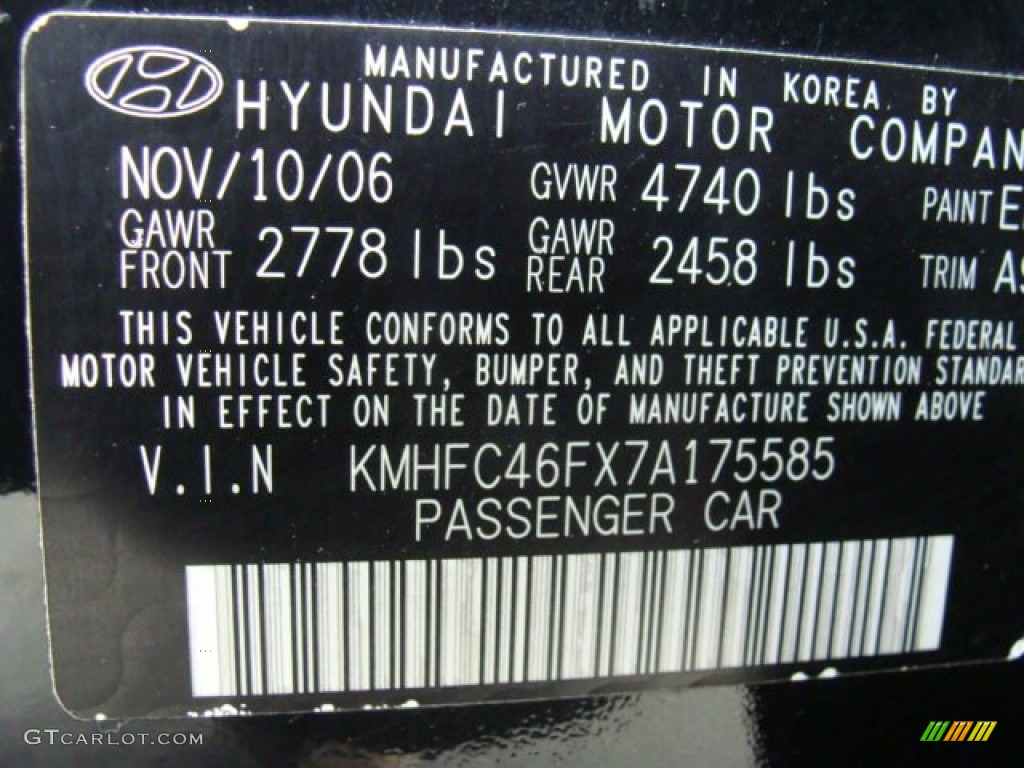 MANUFACTURED IN KOREA BY
HYUNDAI MOTOR COMPAN
NOV/10/06 GVWR 4740 lbs PAINT E
GAWR FRONT 2778 lbs GAWR REAR 2458 lbs TRIM AS
THIS VEHICLE CONFORMS TO ALL APPLICABLE U.S.A. FEDERAL
MOTOR VEHICLE SAFETY, BUMPER, AND THEFT PREVENTION STANDAR
IN EFFECT ON THE DATE OF MANUFACTURE SHOWN ABOVE
V.I.N KMHFC46FX7A175585
PASSENGER CAR
GTCARLOT.COM